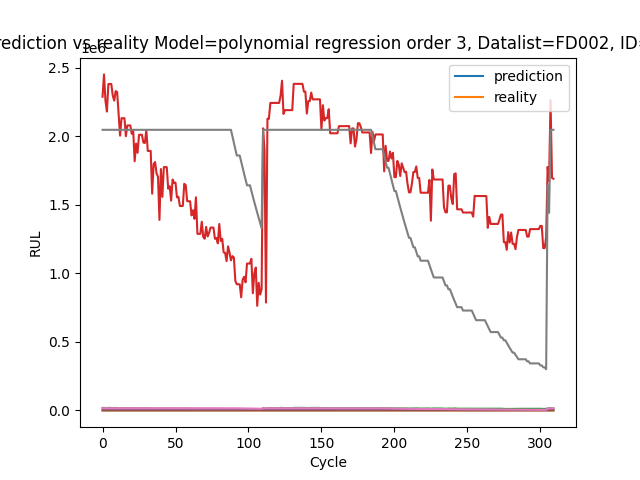 rediction vs reality Model=polynomial regression order 3, Datalist=FD002, ID=
1e6
2.5
2.0
1.5
1.0
0.5
0.0
RUL
prediction
reality
0 50 100 150 200 250 300
Cycle